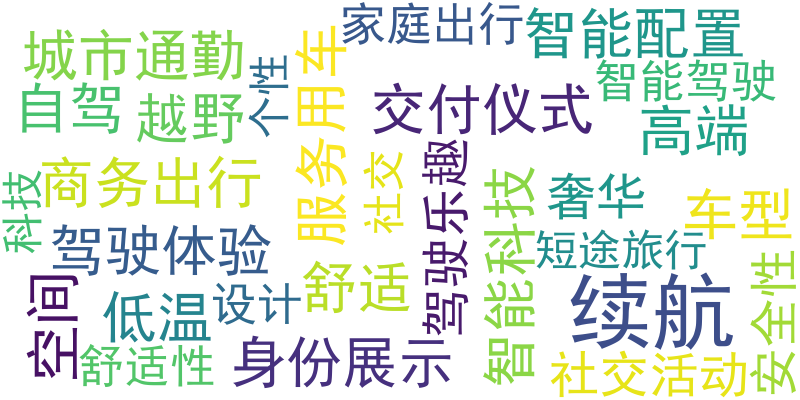 家庭出行
智能配置
城市通勤
个性
服务用车
智能驾驶
自驾
越野
交付仪式
高端
商务出行
科技
社交
驾驶乐趣
智能科技
奢华
车型
驾驶体验
短途旅行
空间
低温
设计
舒适
续航
安全性
舒适性
身份展示
社交活动